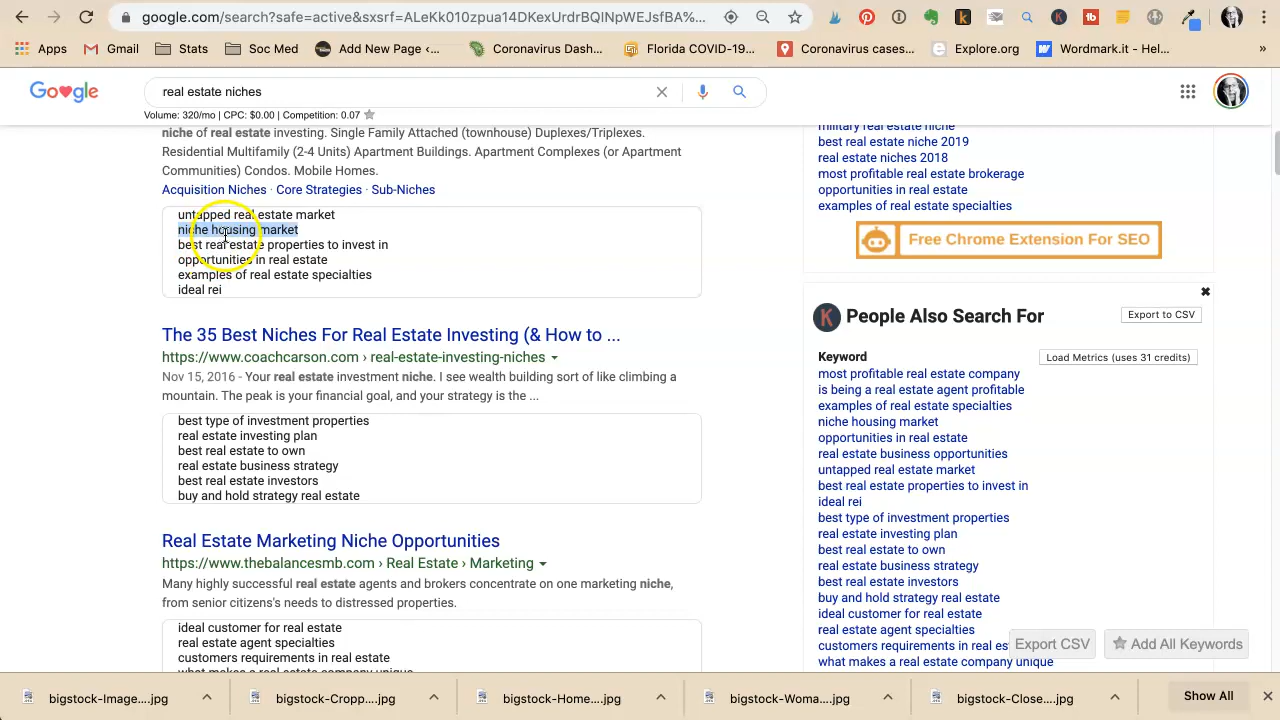 google.com/search?safe=active&sxsrf=ALeKk010zpua14DKexUrdrBQINpWEJsfBA%...
Apps
Gmail
Stats
Soc Med
Add New Page ‹...
Coronavirus Dash...
Florida COVID-19...
Coronavirus cases...
Explore.org
Wordmark.it - Hel...
»
Google
real estate niches
Volume: 320/mo | CPC: $0.00 | Competition: 0.07
niche of real estate investing. Single Family Attached (townhouse) Duplexes/Triplexes.
Residential Multifamily (2-4 Units) Apartment Buildings. Apartment Complexes (or Apartment
Communities) Condos. Mobile Homes.
Acquisition Niches · Core Strategies · Sub-Niches
untapped real estate market
niche housing market
best real estate properties to invest in
opportunities in real estate
examples of real estate specialties
ideal rei
The 35 Best Niches For Real Estate Investing (& How to ...
https://www.coachcarson.com › real-estate-investing-niches
Nov 15, 2016 - Your real estate investment niche. I see wealth building sort of like climbing a
mountain. The peak is your financial goal, and your strategy is the ...
best type of investment properties
real estate investing plan
best real estate to own
real estate business strategy
best real estate investors
buy and hold strategy real estate
Real Estate Marketing Niche Opportunities
https://www.thebalancesmb.com › Real Estate › Marketing
Many highly successful real estate agents and brokers concentrate on one marketing niche,
from senior citizens's needs to distressed properties.
ideal customer for real estate
real estate agent specialties
customers requirements in real estate
what makes a real estate company unique
military real estate niche
best real estate niche 2019
real estate niches 2018
most profitable real estate brokerage
opportunities in real estate
examples of real estate specialties
Free Chrome Extension For SEO
K People Also Search For
Export to CSV
Keyword
Load Metrics (uses 31 credits)
most profitable real estate company
is being a real estate agent profitable
examples of real estate specialties
niche housing market
opportunities in real estate
real estate business opportunities
untapped real estate market
best real estate properties to invest in
ideal rei
best type of investment properties
real estate investing plan
best real estate to own
real estate business strategy
best real estate investors
buy and hold strategy real estate
ideal customer for real estate
real estate agent specialties
customers requirements in real es
what makes a real estate company unique
Export CSV
Add All Keywords
bigstock-Image....jpg
bigstock-Cropp....jpg
bigstock-Home....jpg
bigstock-Woma....jpg
bigstock-Close....jpg
Show All